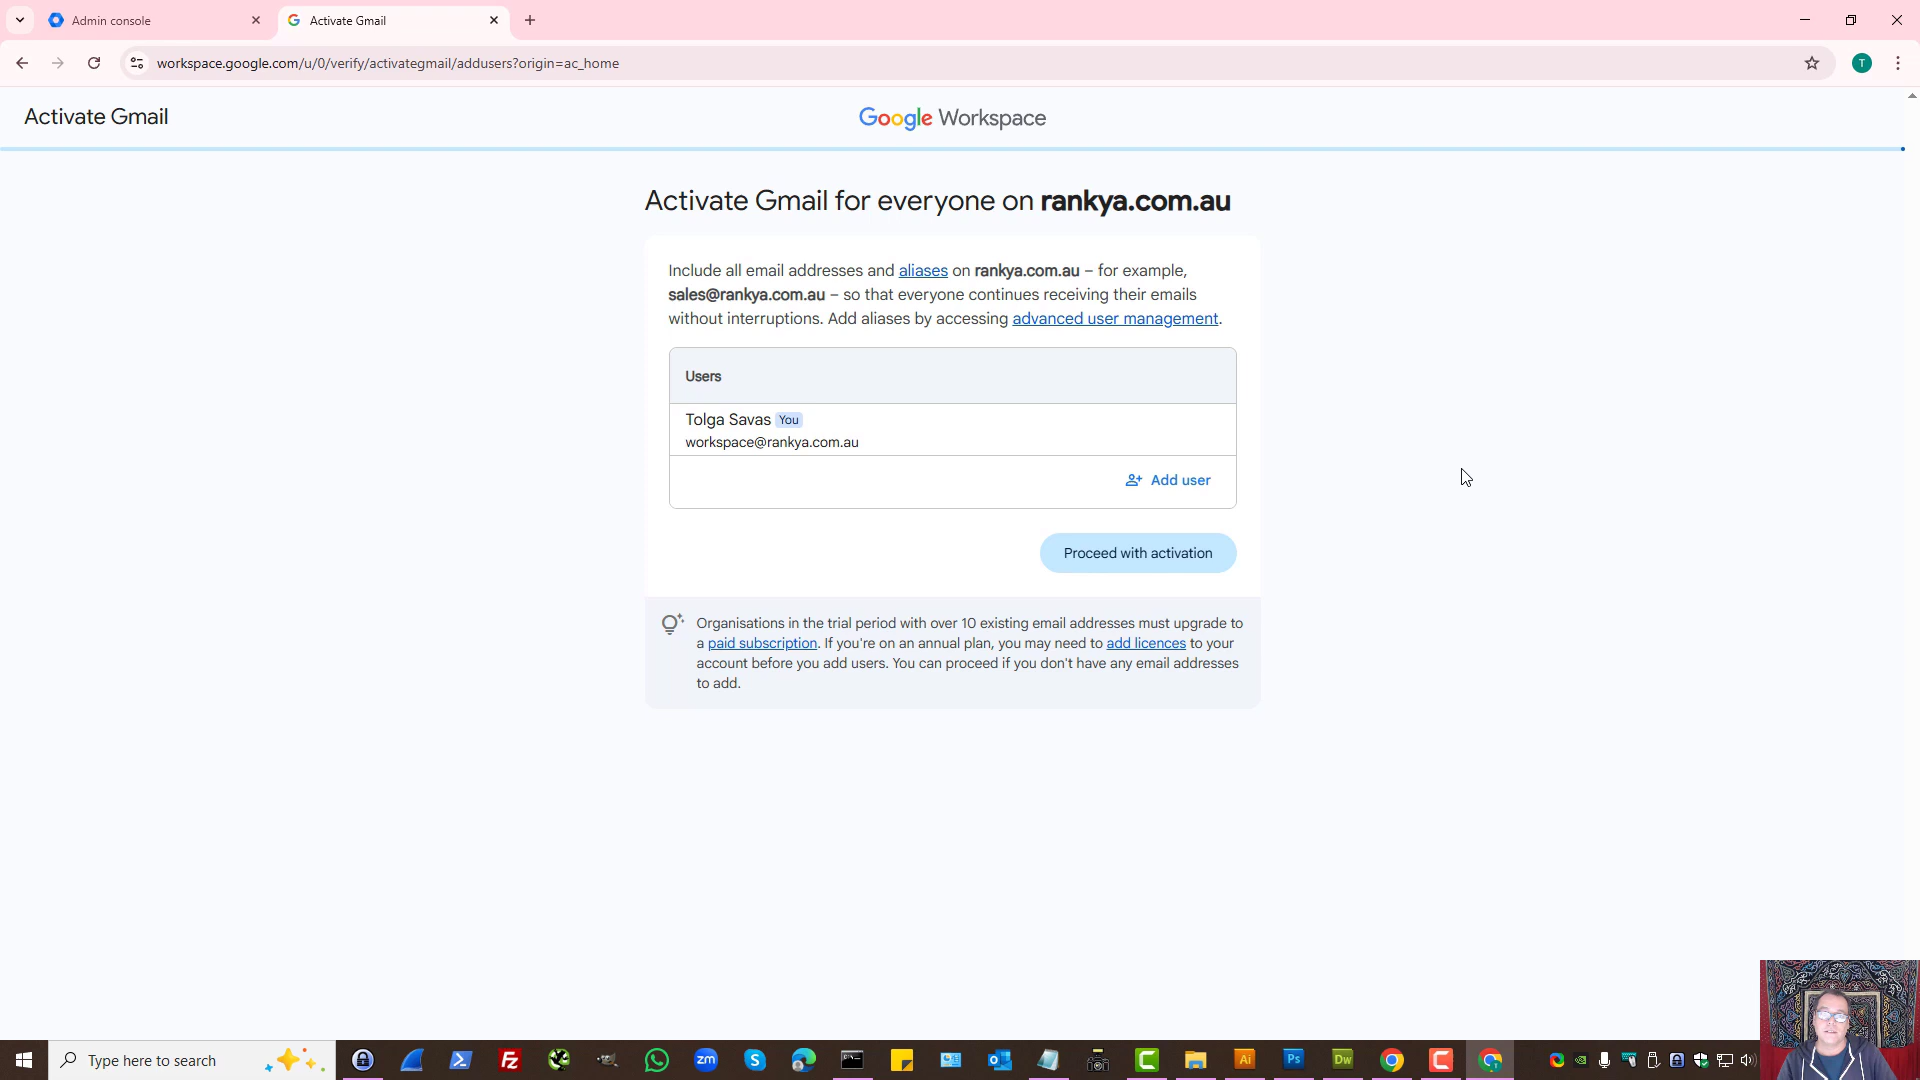 Admin console
Activate Gmail
workspace.google.com/u/0/verify/activategmail/addusers?origin=ac_home
T
Activate Gmail
Google Workspace
Activate Gmail for everyone on rankya.com.au
Include all email addresses and aliases on rankya.com.au – for example,
sales@rankya.com.au – so that everyone continues receiving their emails
without interruptions. Add aliases by accessing advanced user management.
Users
Tolga Savas You
workspace@rankya.com.au
Add user
Proceed with activation
Organisations in the trial period with over 10 existing email addresses must upgrade to
a paid subscription. If you're on an annual plan, you may need to add licences to your
account before you add users. You can proceed if you don't have any email addresses
to add.
Type here to search
Fz
zm
S
Ai
Ps
Dw